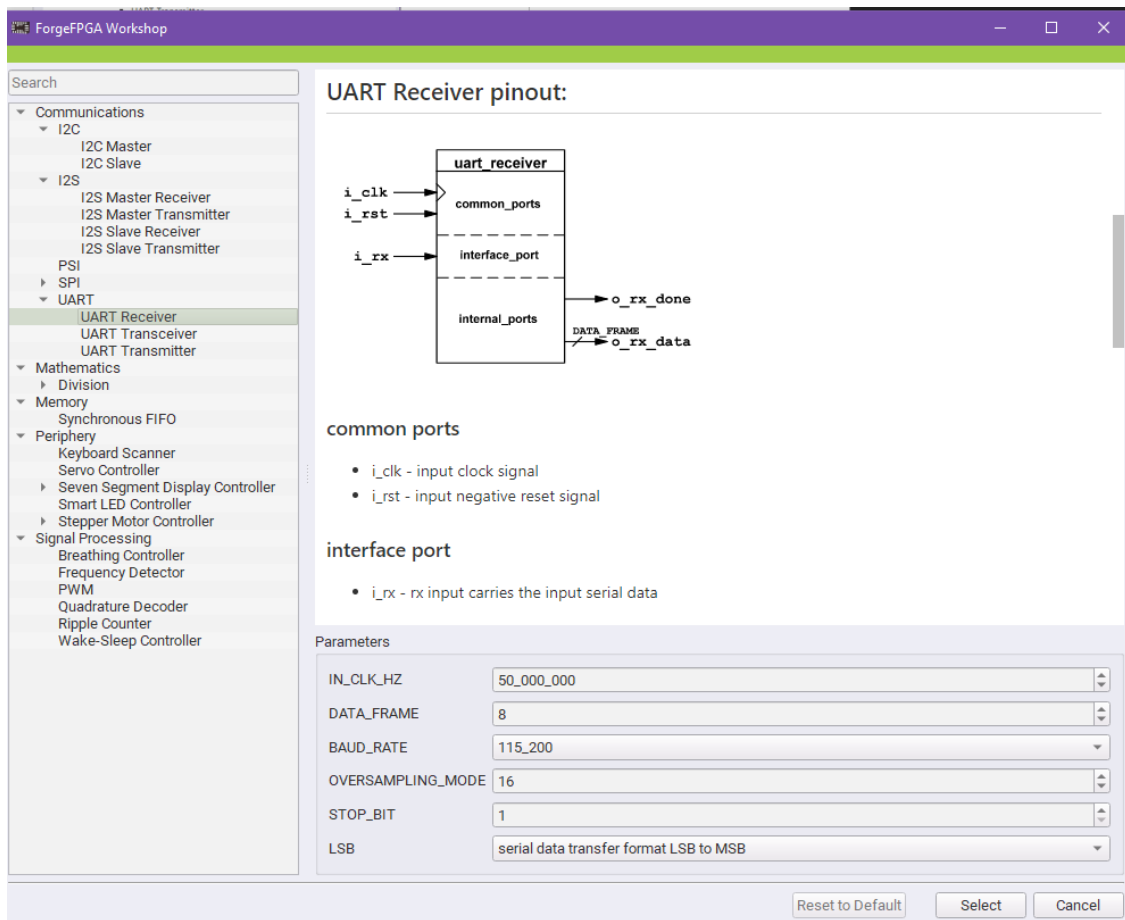 ForgeFPGA Workshop
Search
Communications
I2C
I2C Master
I2C Slave
I2S
I2S Master Receiver
I2S Master Transmitter
I2S Slave Receiver
I2S Slave Transmitter
PSI
SPI
UART
UART Receiver
UART Transceiver
UART Transmitter
Mathematics
Division
Memory
Synchronous FIFO
Periphery
Keyboard Scanner
Servo Controller
Seven Segment Display Controller
Smart LED Controller
Stepper Motor Controller
Signal Processing
Breathing Controller
Frequency Detector
PWM
Quadrature Decoder
Ripple Counter
Wake-Sleep Controller
UART Receiver pinout:
uart_receiver
i_clk
common_ports
i_rst
i_rx
interface_port
o_rx_done
internal_ports
DATA_FRAME
o_rx_data
common ports
• i_clk - input clock signal
• i_rst - input negative reset signal
interface port
• i_rx - rx input carries the input serial data
Parameters
IN_CLK_HZ 50_000_000
DATA_FRAME 8
BAUD_RATE 115_200
OVERSAMPLING_MODE 16
STOP_BIT 1
LSB serial data transfer format LSB to MSB
Reset to Default Select Cancel